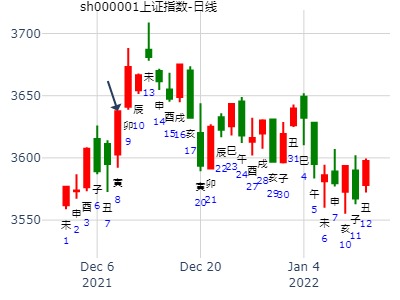 sh000001上证指数-日线
3700
3650
3600
3550
未
1
申
2
酉
3
子
6
丑
7
寅
8
卯
9
辰
10
未
13
申
14
酉
15
戌
16
亥
17
寅
20
卯
21
辰
22
巳
23
午
24
酉
27
戌
28
亥
29
子
30
丑
31
巳
4
午
5
未
6
申
7
亥
10
子
11
丑
12
Dec 6
2021
Dec 20
Jan 4
2022